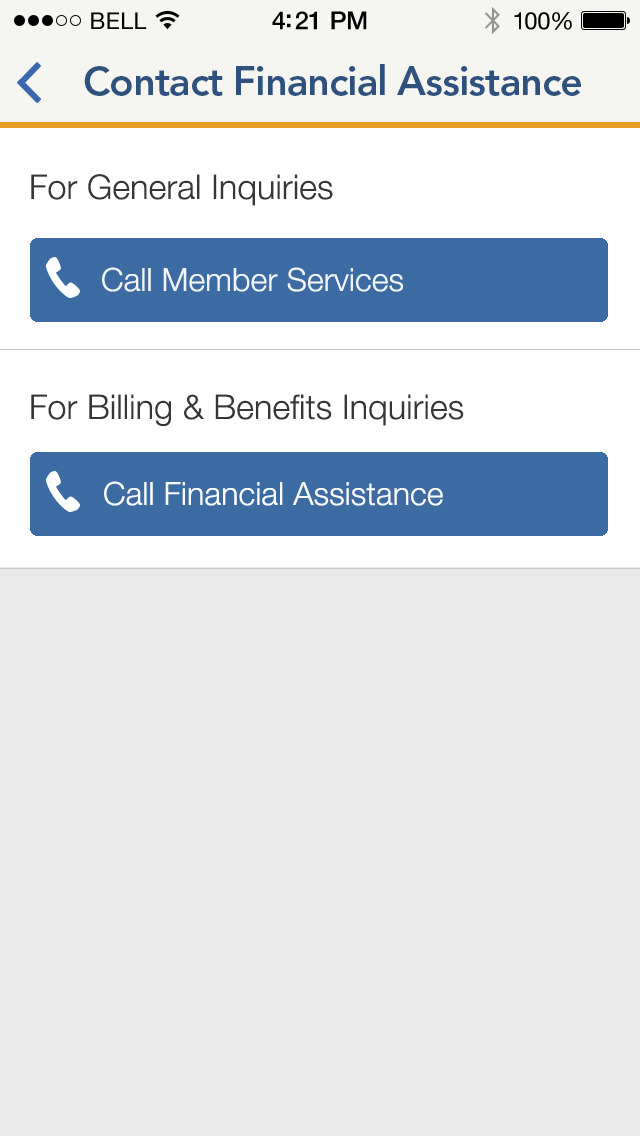 BELL 4:21 PM 100%
Contact Financial Assistance
For General Inquiries
Call Member Services
For Billing & Benefits Inquiries
Call Financial Assistance